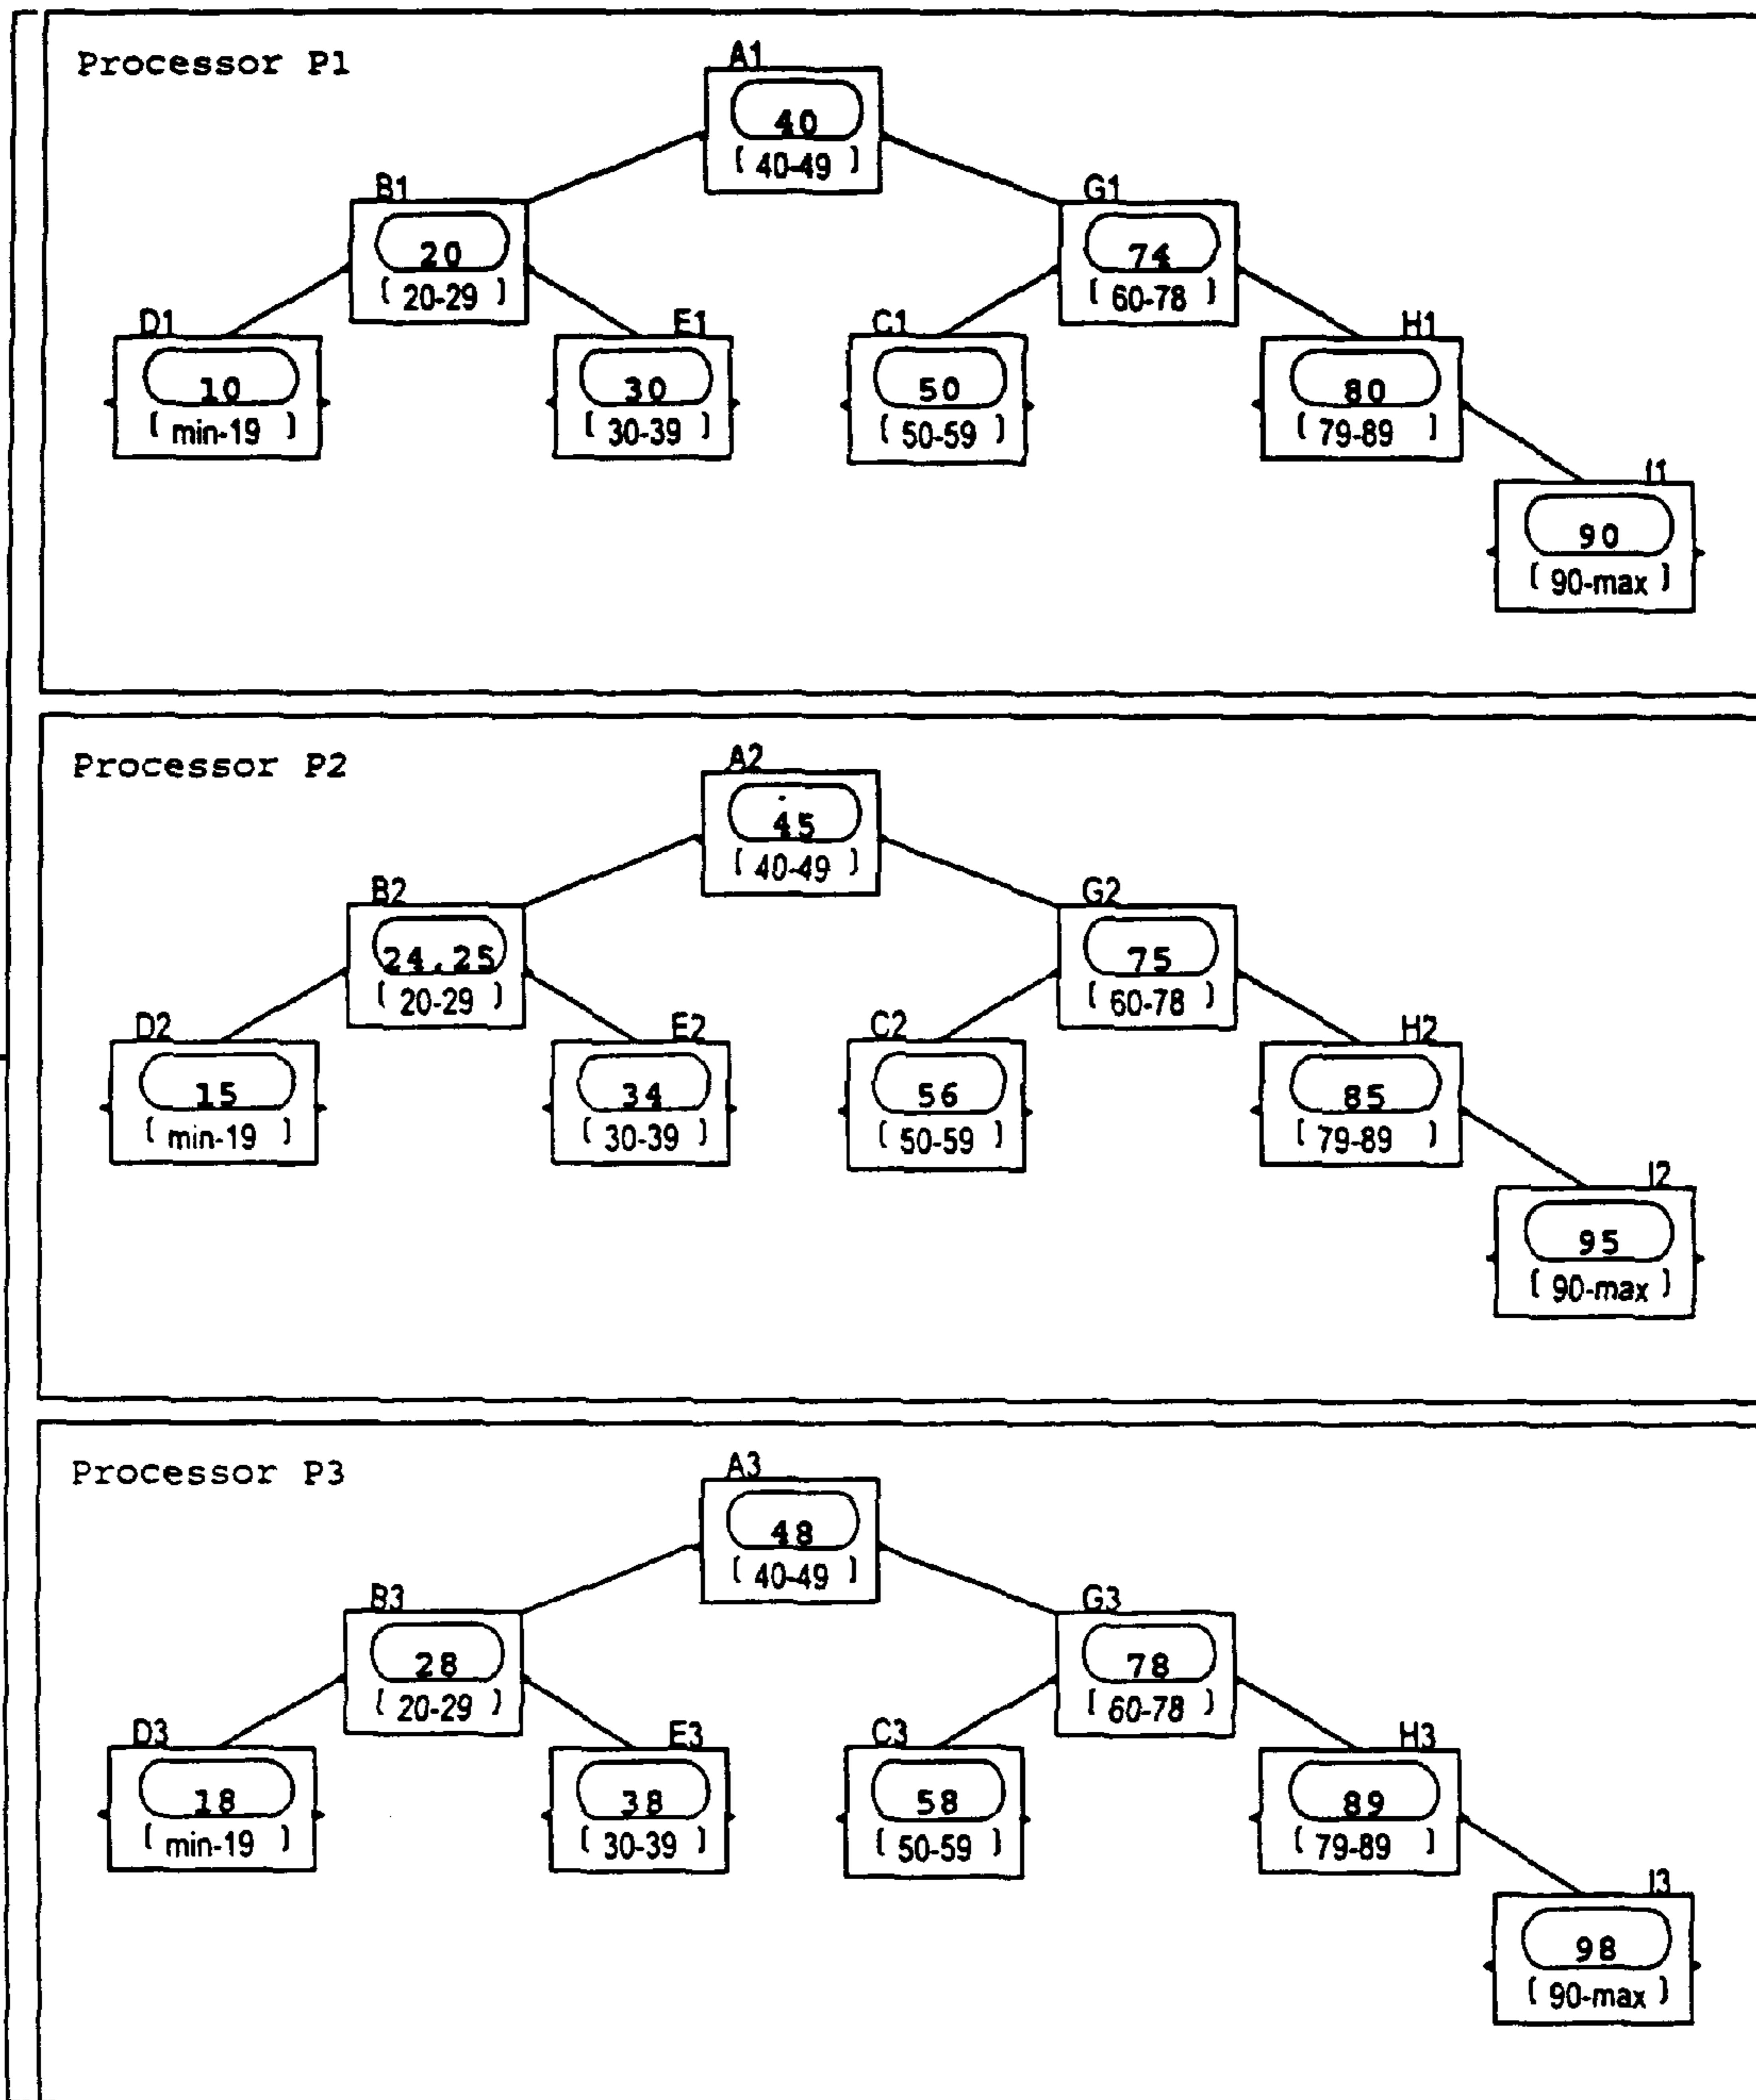 Processor P1
A1
40
[ 40-49 ]
B1
20
[ 20-29 ]
G1
74
[ 60-78 ]
D1
10
[ min-19 ]
E1
30
[ 30-39 ]
C1
50
[ 50-59 ]
H1
80
[ 79-89 ]
I1
90
[ 90-max ]
Processor P2
A2
45
[ 40-49 ]
B2
24,25
[ 20-29 ]
G2
75
[ 60-78 ]
D2
15
[ min-19 ]
E2
34
[ 30-39 ]
C2
56
[ 50-59 ]
H2
85
[ 79-89 ]
I2
95
[ 90-max ]
Processor P3
A3
48
[ 40-49 ]
B3
28
[ 20-29 ]
G3
78
[ 60-78 ]
D3
18
[ min-19 ]
E3
38
[ 30-39 ]
C3
58
[ 50-59 ]
H3
89
[ 79-89 ]
I3
98
[ 90-max ]